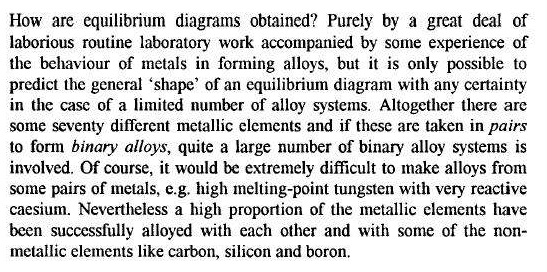 How are equilibrium diagrams obtained? Purely by a great deal of
laborious routine laboratory work accompanied by some experience of
the behaviour of metals in forming alloys, but it is only possible to
predict the general ‘shape’ of an equilibrium diagram with any certainty
in the case of a limited number of alloy systems. Altogether there are
some seventy different metallic elements and if these are taken in pairs
to form binary alloys, quite a large number of binary alloy systems is
involved. Of course, it would be extremely difficult to make alloys from
some pairs of metals, e.g. high melting-point tungsten with very reactive
caesium. Nevertheless a high proportion of the metallic elements have
been successfully alloyed with each other and with some of the non-
metallic elements like carbon, silicon and boron.